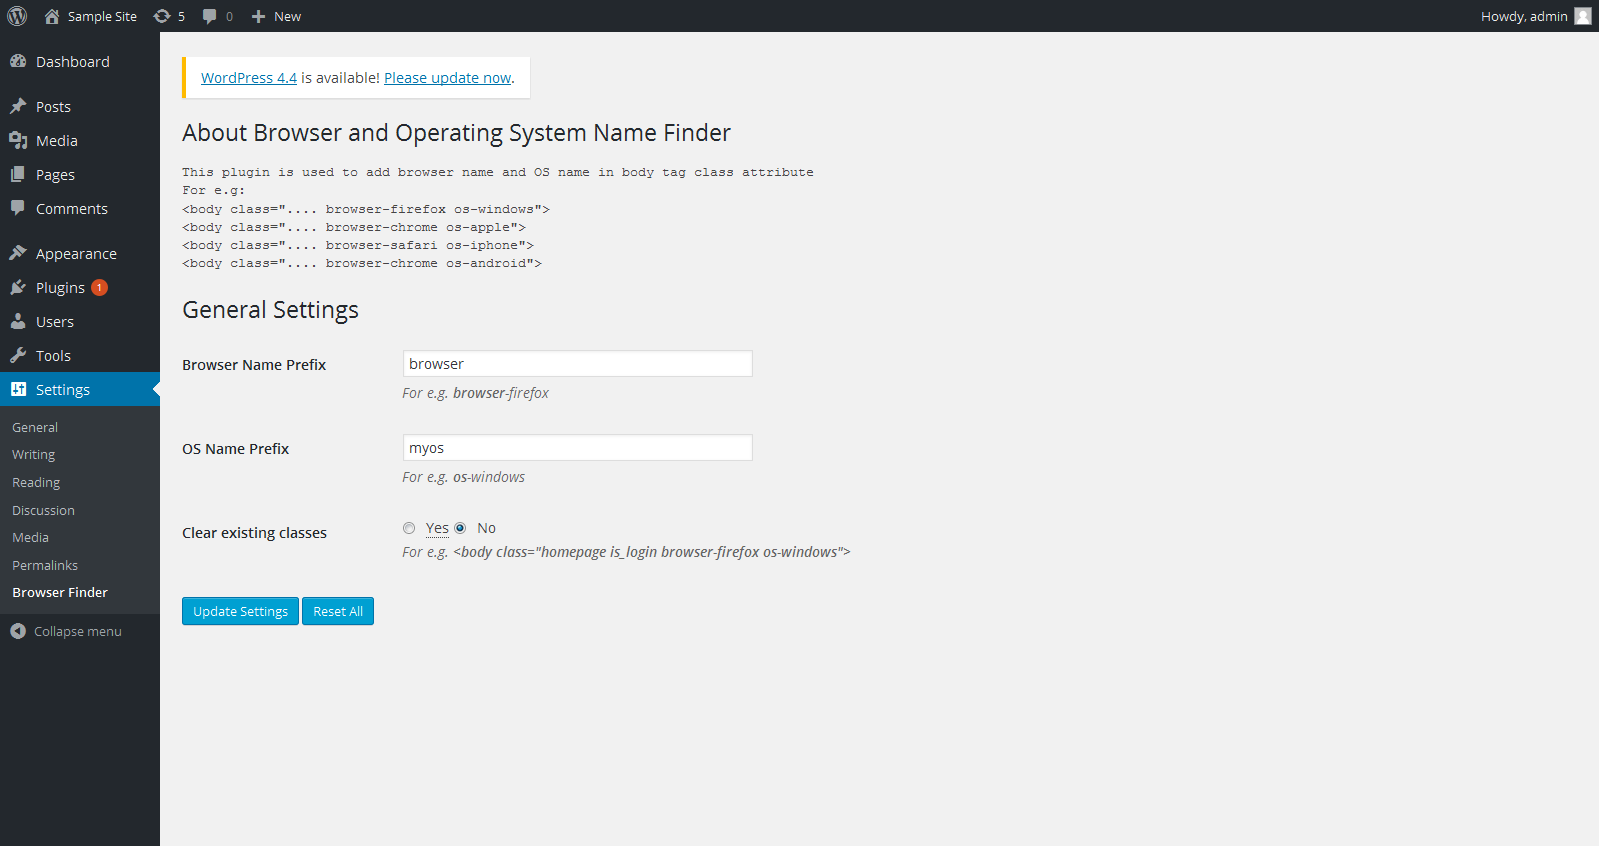 Sample Site 5 0 New Howdy, admin
Dashboard
Posts
Media
Pages
Comments
Appearance
Plugins 1
Users
Tools
Settings
General
Writing
Reading
Discussion
Media
Permalinks
Browser Finder
Collapse menu
WordPress 4.4 is available! Please update now.
About Browser and Operating System Name Finder
This plugin is used to add browser name and OS name in body tag class attribute
For e.g:
<body class=".... browser-firefox os-windows">
<body class=".... browser-chrome os-apple">
<body class=".... browser-safari os-iphone">
<body class=".... browser-chrome os-android">
General Settings
Browser Name Prefix browser
For e.g. browser-firefox
OS Name Prefix myos
For e.g. os-windows
Clear existing classes Yes No
For e.g. <body class="homepage is_login browser-firefox os-windows">
Update Settings Reset All